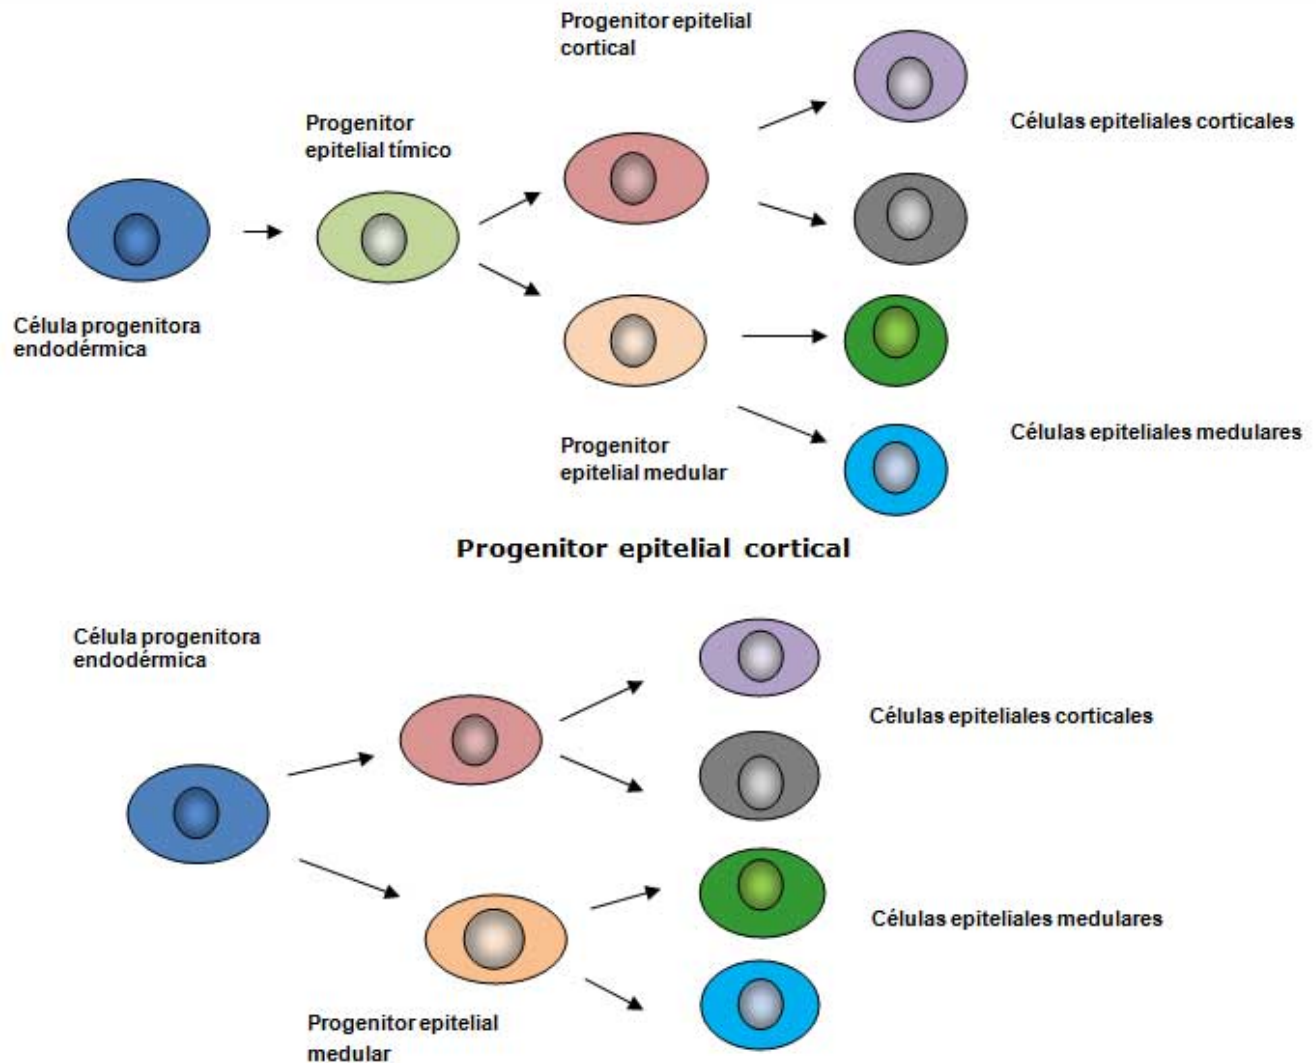 Progenitor epitelial
cortical
Progenitor
epitelial tímico
Células epiteliales corticales
Célula progenitora
endodérmica
Progenitor
epitelial medular
Células epiteliales medulares
Progenitor epitelial cortical
Célula progenitora
endodérmica
Células epiteliales corticales
Células epiteliales medulares
Progenitor epitelial
medular